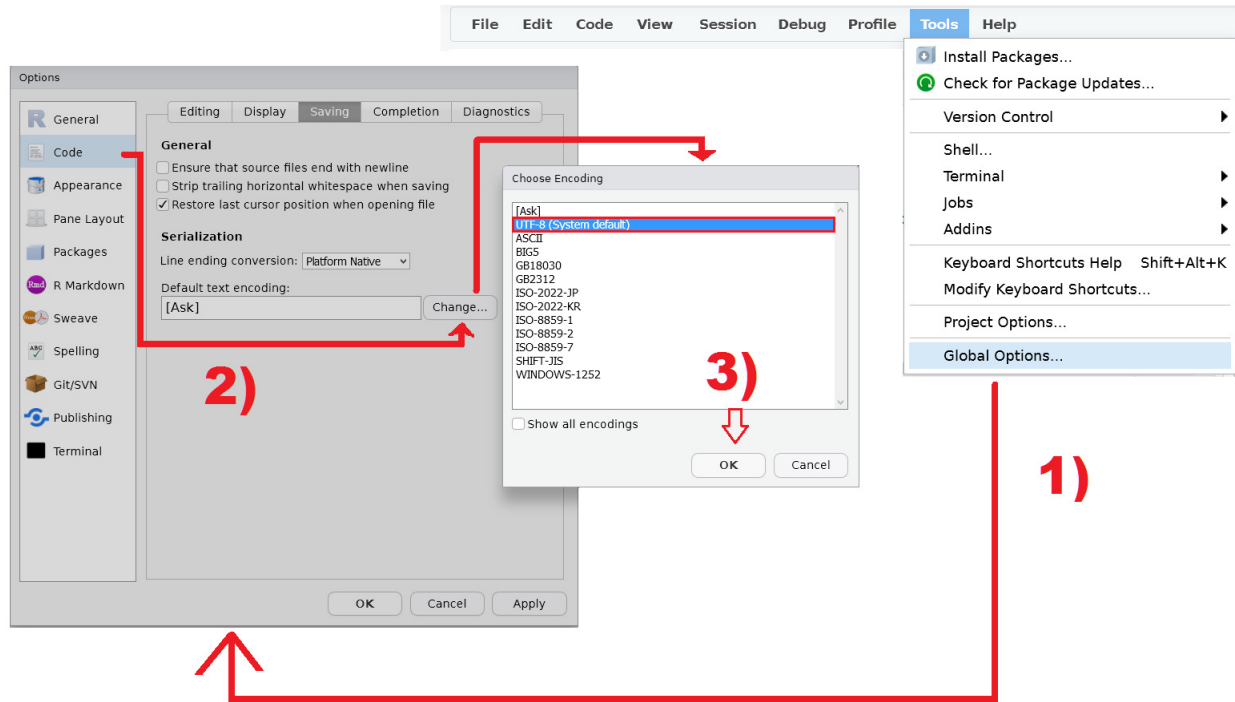 File Edit Code View Session Debug Profile Tools Help
Install Packages...
Check for Package Updates...
Version Control
Shell...
Terminal
Jobs
Addins
Keyboard Shortcuts Help Shift+Alt+K
Modify Keyboard Shortcuts...
Project Options...
Global Options...
1)
Options
General
Code
Appearance
Pane Layout
Packages
Rmd R Markdown
Sweave
ABC Spelling
Git/SVN
Publishing
Terminal
Editing Display Saving Completion Diagnostics
General
Ensure that source files end with newline
Strip trailing horizontal whitespace when saving
Restore last cursor position when opening file
Serialization
Line ending conversion: Platform Native
Default text encoding:
[Ask] Change...
2)
OK Cancel Apply
Choose Encoding
[Ask]
UTF-8 (System default)
ASCII
BIG5
GB18030
GB2312
ISO-2022-JP
ISO-2022-KR
ISO-8859-1
ISO-8859-2
ISO-8859-7
SHIFT-JIS
WINDOWS-1252
3)
Show all encodings
OK Cancel